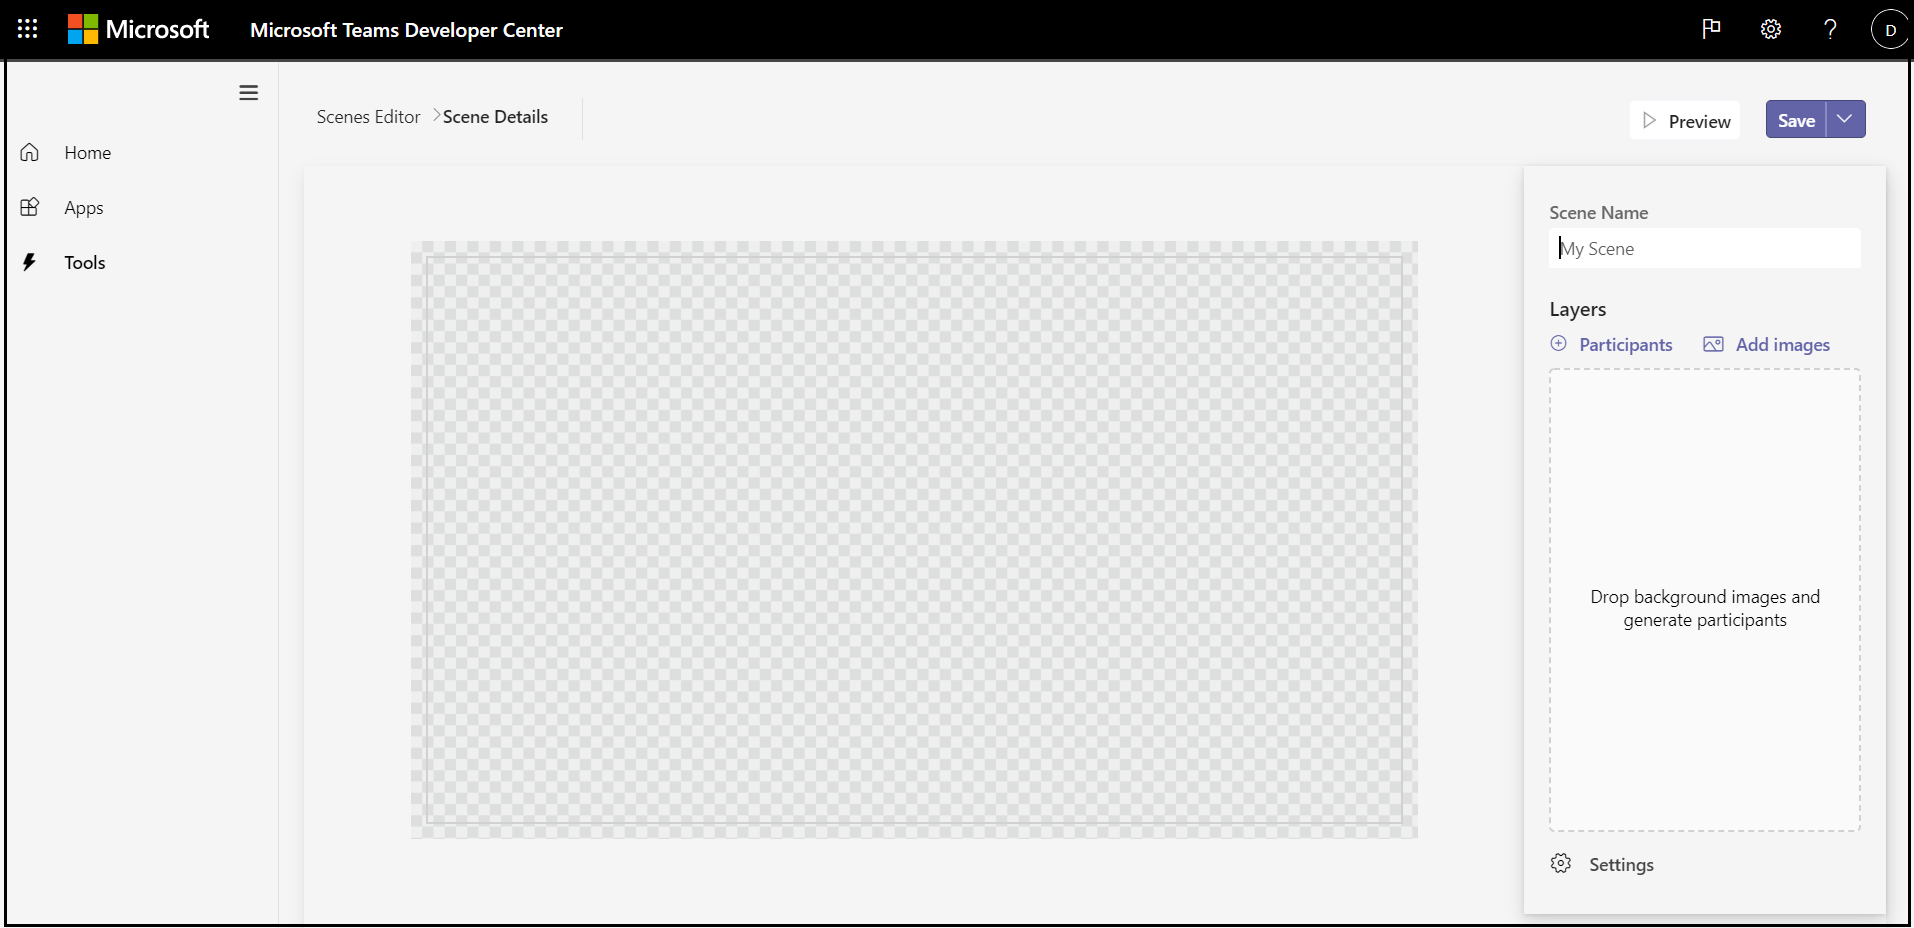 Microsoft
Microsoft Teams Developer Center
?
D
Home
Apps
Tools
Scenes Editor >Scene Details
Preview
Save
Scene Name
My Scene
Layers
Participants
Add images
Drop background images and
generate participants
Settings